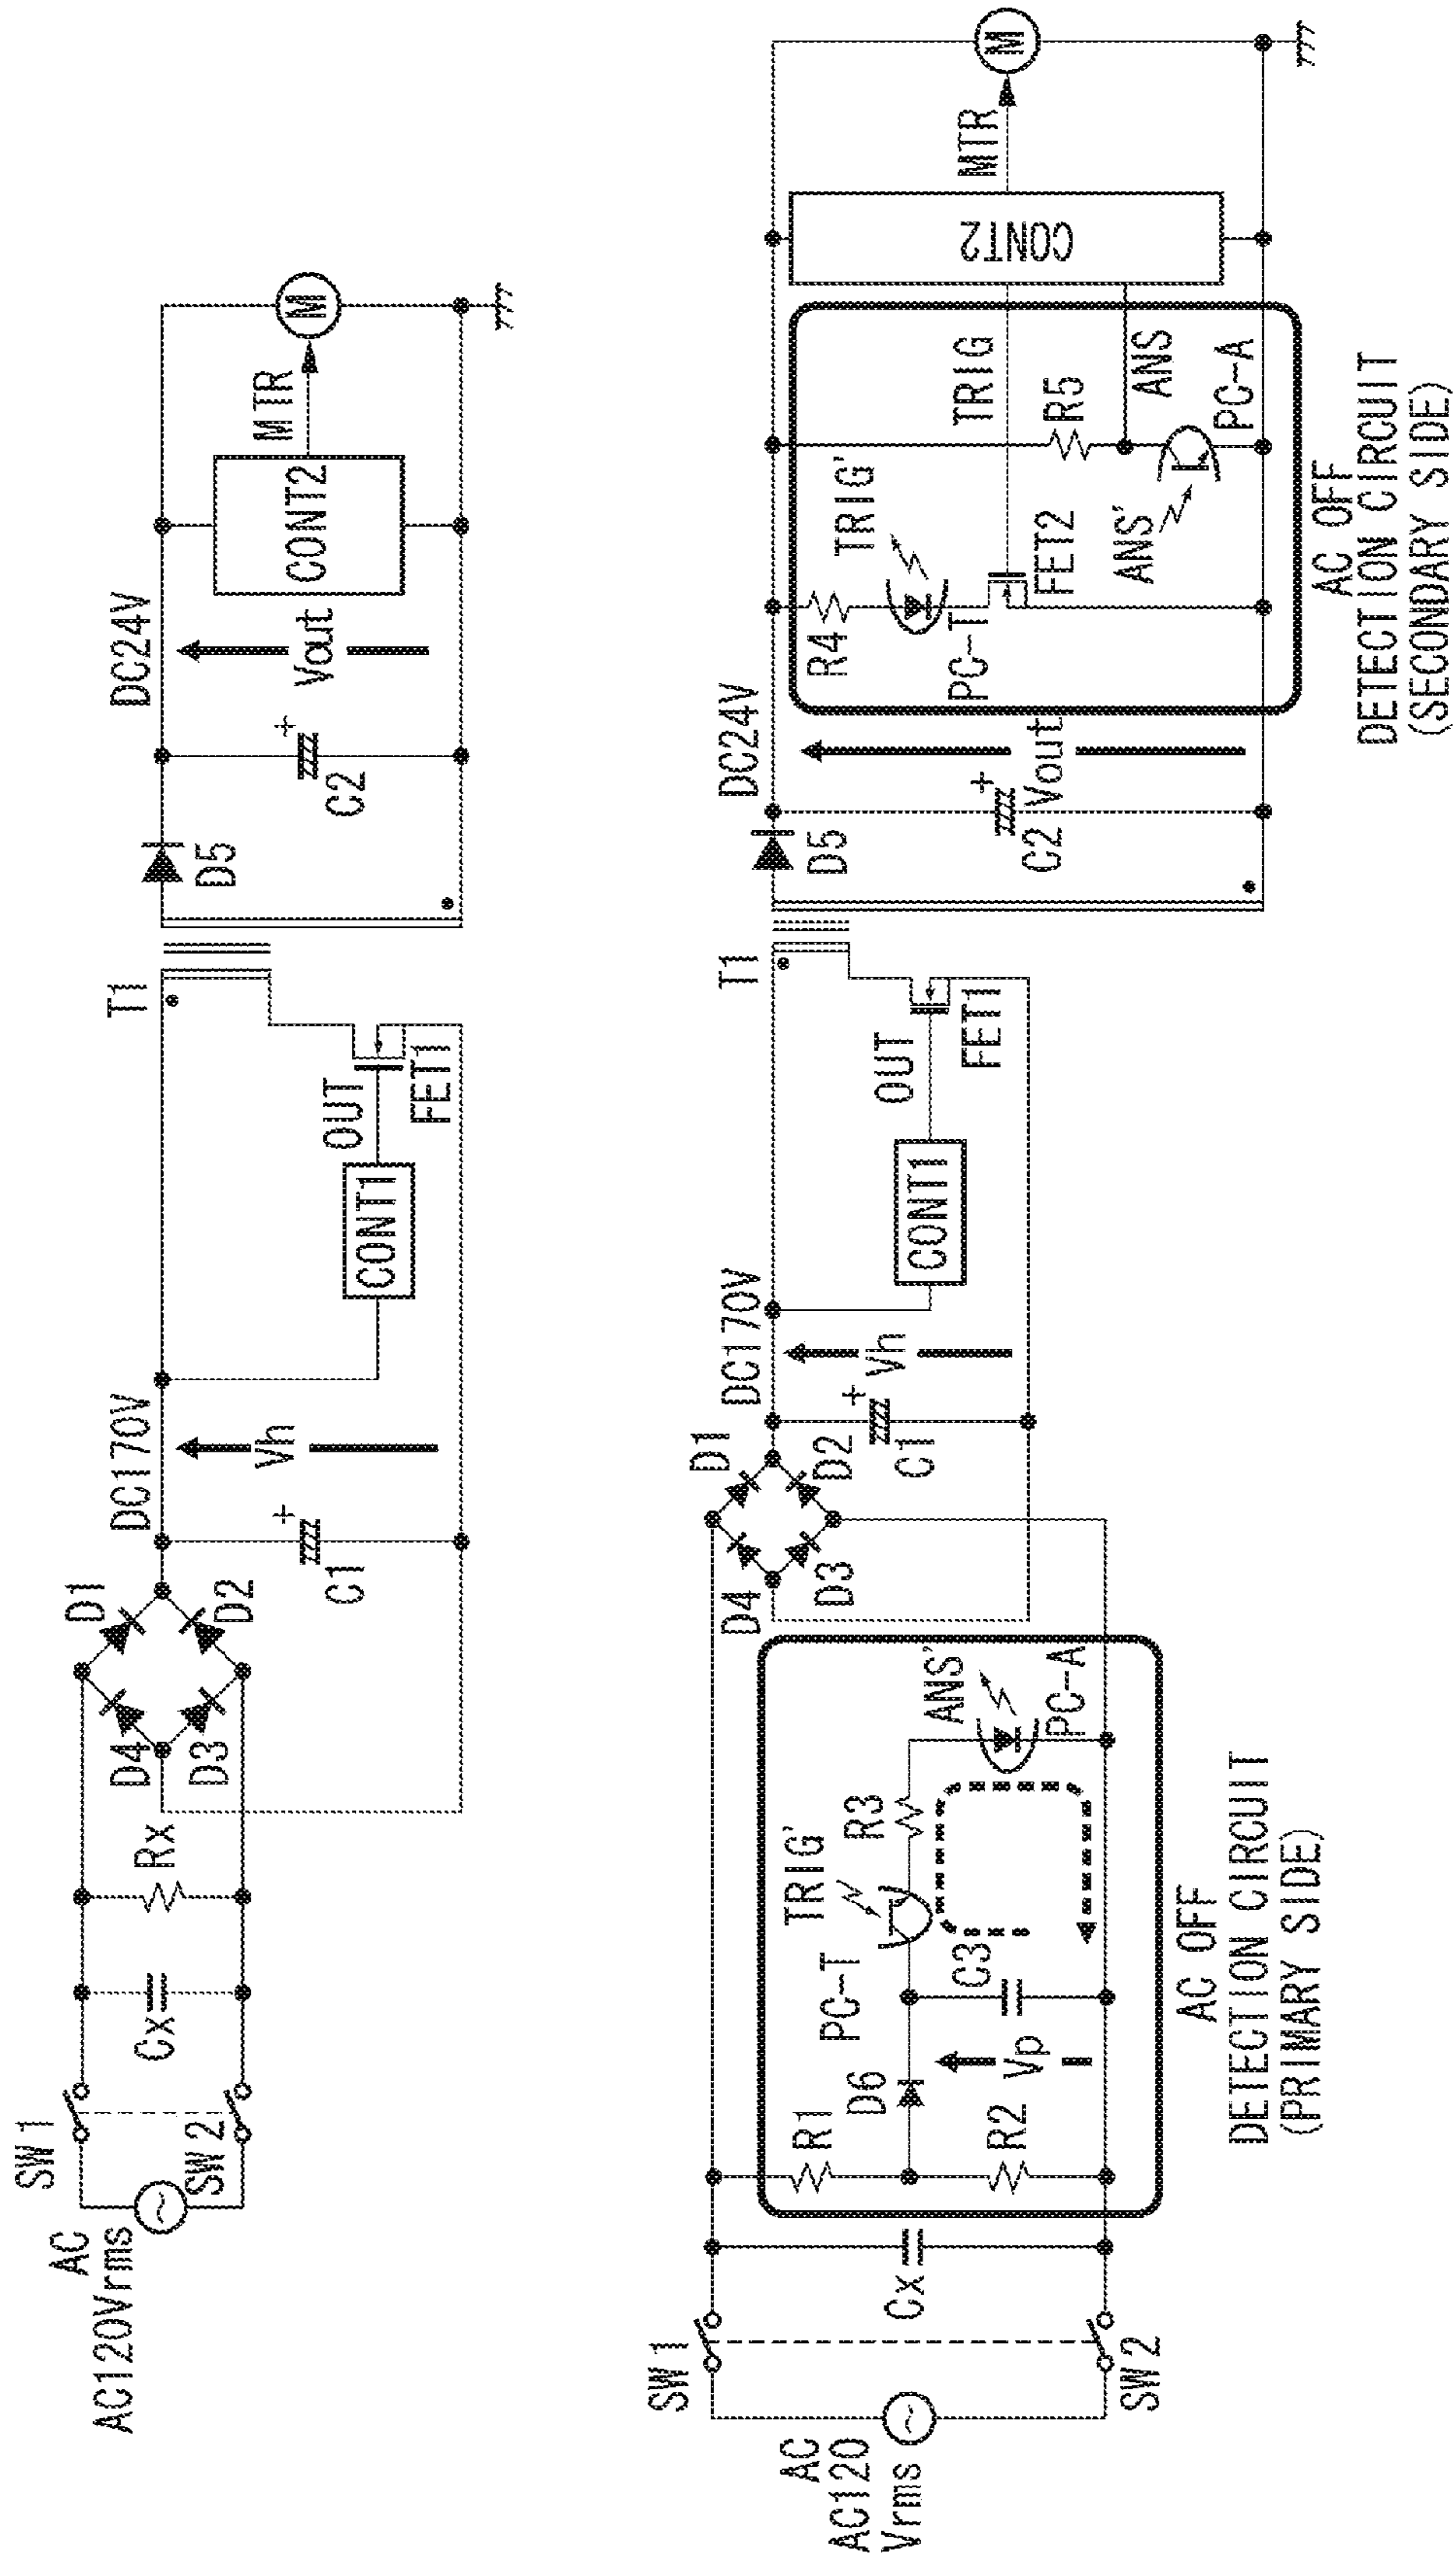 AC
AC120Vrms
SW1
SW2
Cx
Rx
D1
D2
D4
D3
DC170V
C1
+
Vh
CONT1
OUT
FET1
T1
D5
DC24V
C2
+
Vout
CONT2
MTR
M
AC
AC120
Vrms
SW1
SW2
Cx
R1
R2
D6
Vp
PC-T
C3
TRIG'
R3
ANS'
PC-A
AC OFF
DETECTION CIRCUIT
(PRIMARY SIDE)
D1
D2
D4
D3
DC170V
C1
+
Vh
CONT1
OUT
FET1
T1
D5
DC24V
C2
+
Vout
R4
PC-T
TRIG'
FET2
ANS'
TRIG
R5
ANS
PC-A
CONT2
MTR
M
AC OFF
DETECTION CIRCUIT
(SECONDARY SIDE)